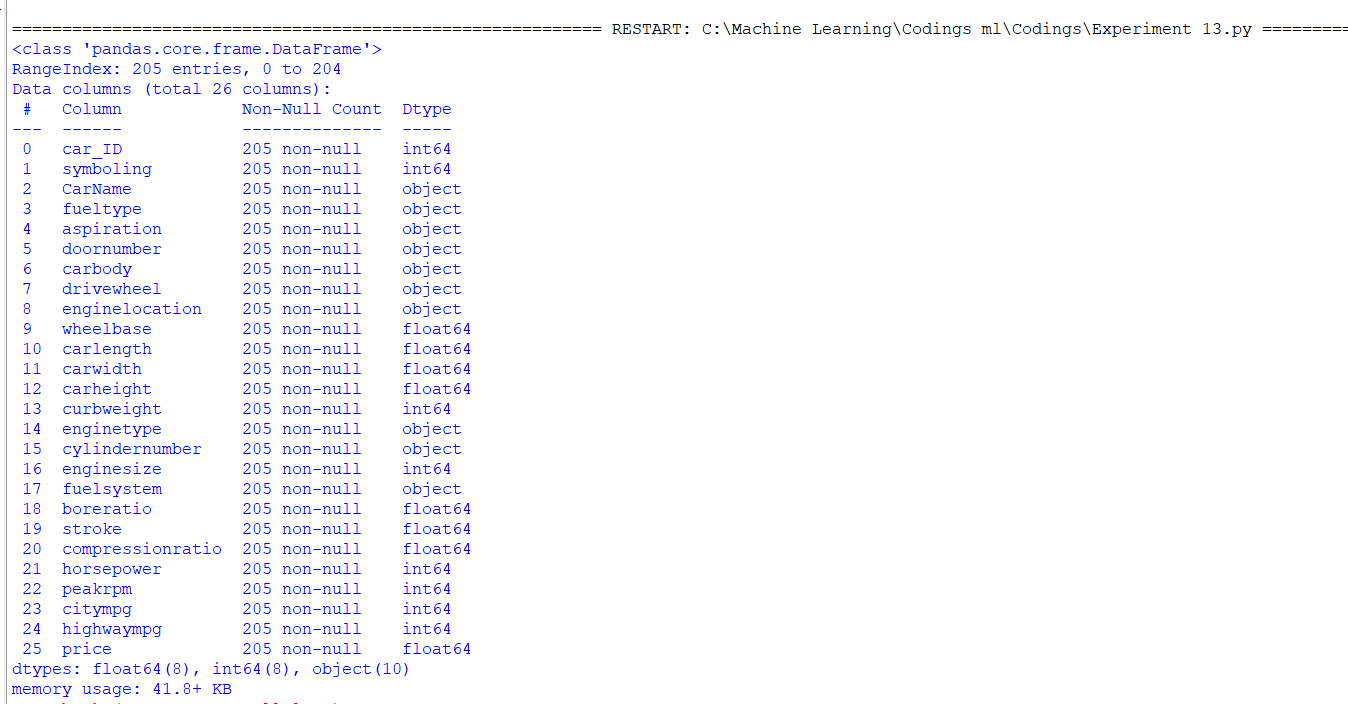 ============================================================ RESTART: C:\Machine Learning\Codings ml\Codings\Experiment 13.py =========
<class 'pandas.core.frame.DataFrame'>
RangeIndex: 205 entries, 0 to 204
Data columns (total 26 columns):
 #   Column            Non-Null Count  Dtype
---  ------            --------------  -----
 0   car_ID            205 non-null    int64
 1   symboling         205 non-null    int64
 2   CarName           205 non-null    object
 3   fueltype          205 non-null    object
 4   aspiration        205 non-null    object
 5   doornumber        205 non-null    object
 6   carbody           205 non-null    object
 7   drivewheel        205 non-null    object
 8   enginelocation    205 non-null    object
 9   wheelbase         205 non-null    float64
 10  carlength         205 non-null    float64
 11  carwidth          205 non-null    float64
 12  carheight         205 non-null    float64
 13  curbweight        205 non-null    int64
 14  enginetype        205 non-null    object
 15  cylindernumber    205 non-null    object
 16  enginesize        205 non-null    int64
 17  fuelsystem        205 non-null    object
 18  boreratio         205 non-null    float64
 19  stroke            205 non-null    float64
 20  compressionratio  205 non-null    float64
 21  horsepower        205 non-null    int64
 22  peakrpm           205 non-null    int64
 23  citympg           205 non-null    int64
 24  highwaympg        205 non-null    int64
 25  price             205 non-null    float64
dtypes: float64(8), int64(8), object(10)
memory usage: 41.8+ KB